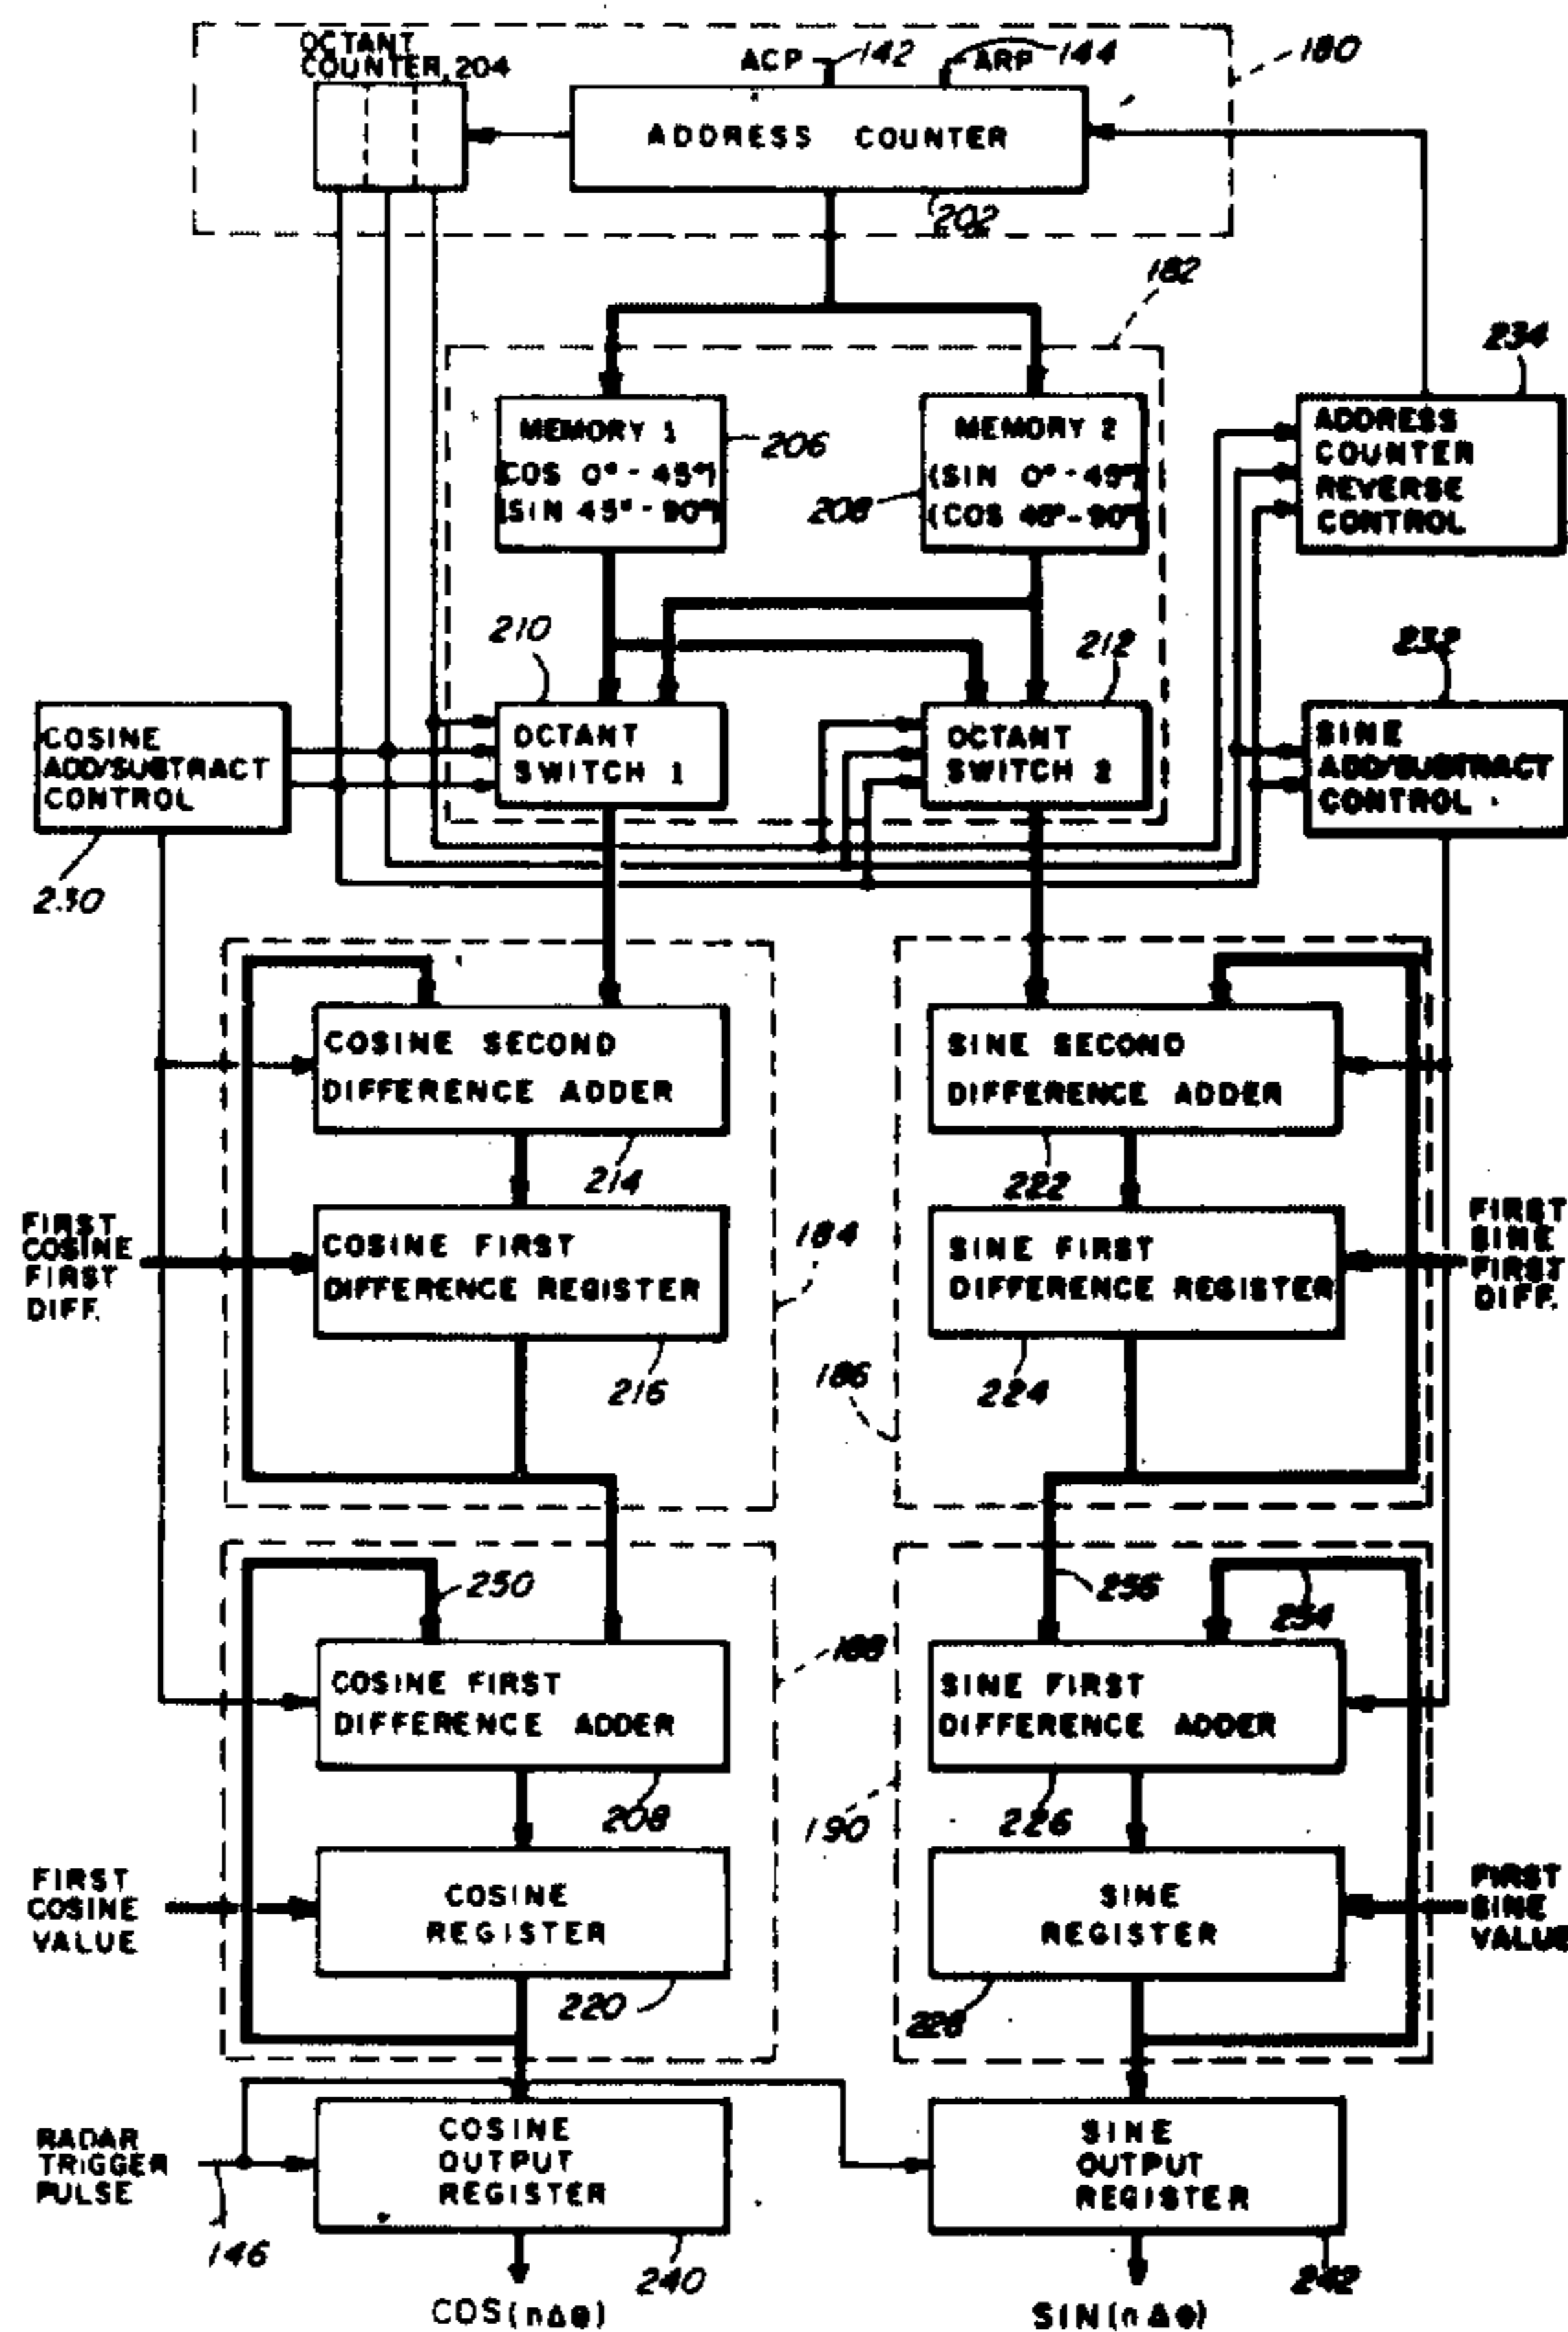 OCTANT
COUNTER, 204
ACP 142
ARP 144
180
ADDRESS COUNTER
202
182
234
MEMORY 1
(COS 0°-45°)
(SIN 45°-90°)
206
MEMORY 2
(SIN 0°-45°)
(COS 45°-90°)
208
ADDRESS
COUNTER
REVERSE
CONTROL
210
212
232
COSINE
ADD/SUBTRACT
CONTROL
230
OCTANT
SWITCH 1
OCTANT
SWITCH 2
SINE
ADD/SUBTRACT
CONTROL
COSINE SECOND
DIFFERENCE ADDER
214
SINE SECOND
DIFFERENCE ADDER
222
FIRST
COSINE
FIRST
DIFF.
COSINE FIRST
DIFFERENCE REGISTER
216
184
SINE FIRST
DIFFERENCE REGISTER
224
186
FIRST
SINE
FIRST
DIFF.
250
256
254
COSINE FIRST
DIFFERENCE ADDER
208
188
SINE FIRST
DIFFERENCE ADDER
226
190
FIRST
COSINE
VALUE
COSINE
REGISTER
220
SINE
REGISTER
228
FIRST
SINE
VALUE
RADAR
TRIGGER
PULSE
146
COSINE
OUTPUT
REGISTER
240
SINE
OUTPUT
REGISTER
242
COS(nΔθ)
SIN(nΔθ)